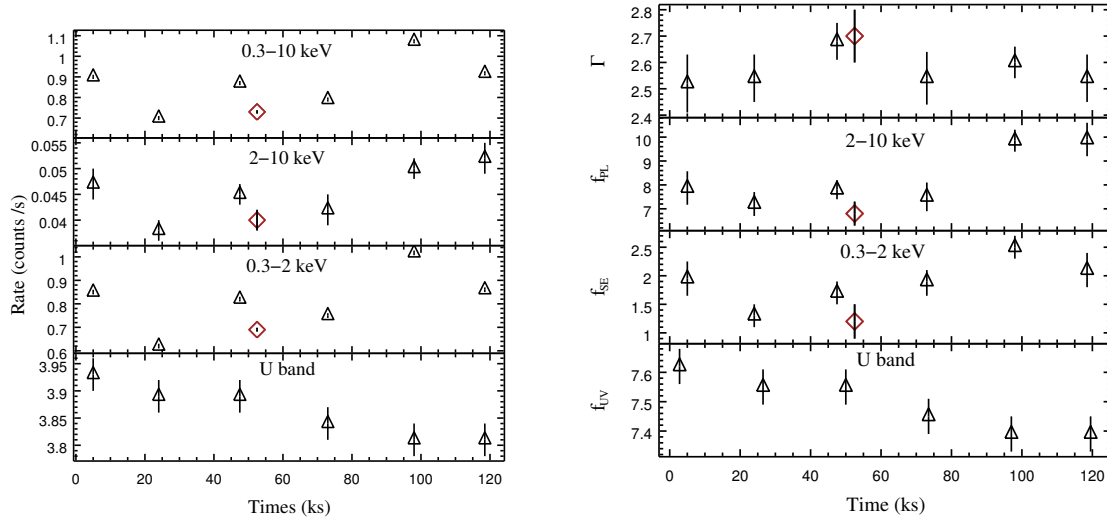 0.3−10 keV
1.1
1
0.9
0.8
0.7
2−10 keV
0.055
0.05
0.045
0.04
0.3−2 keV
1
0.9
0.8
0.7
0.6
U band
3.95
3.9
3.85
3.8
Rate (counts /s)
0 20 40 60 80 100 120
Times (ks)
2.8
2.7
2.6
2.5
2.4
Γ
2−10 keV
10
9
8
7
f_PL
0.3−2 keV
2.5
2
1.5
1
f_SE
U band
7.6
7.5
7.4
f_UV
0 20 40 60 80 100 120
Time (ks)